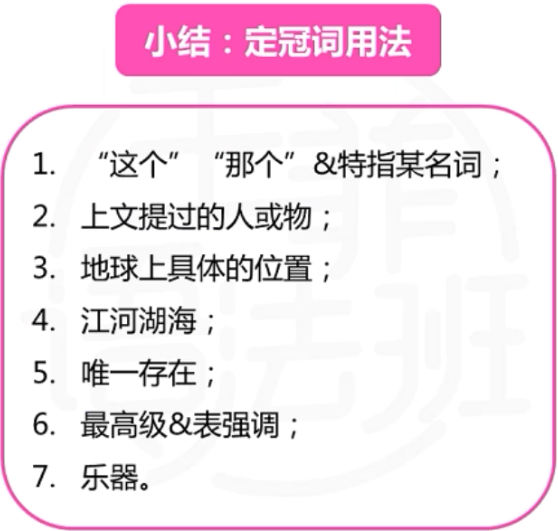 小结：定冠词用法
1. “这个”“那个”&特指某名词；
2. 上文提过的人或物；
3. 地球上具体的位置；
4. 江河湖海；
5. 唯一存在；
6. 最高级&表强调；
7. 乐器。